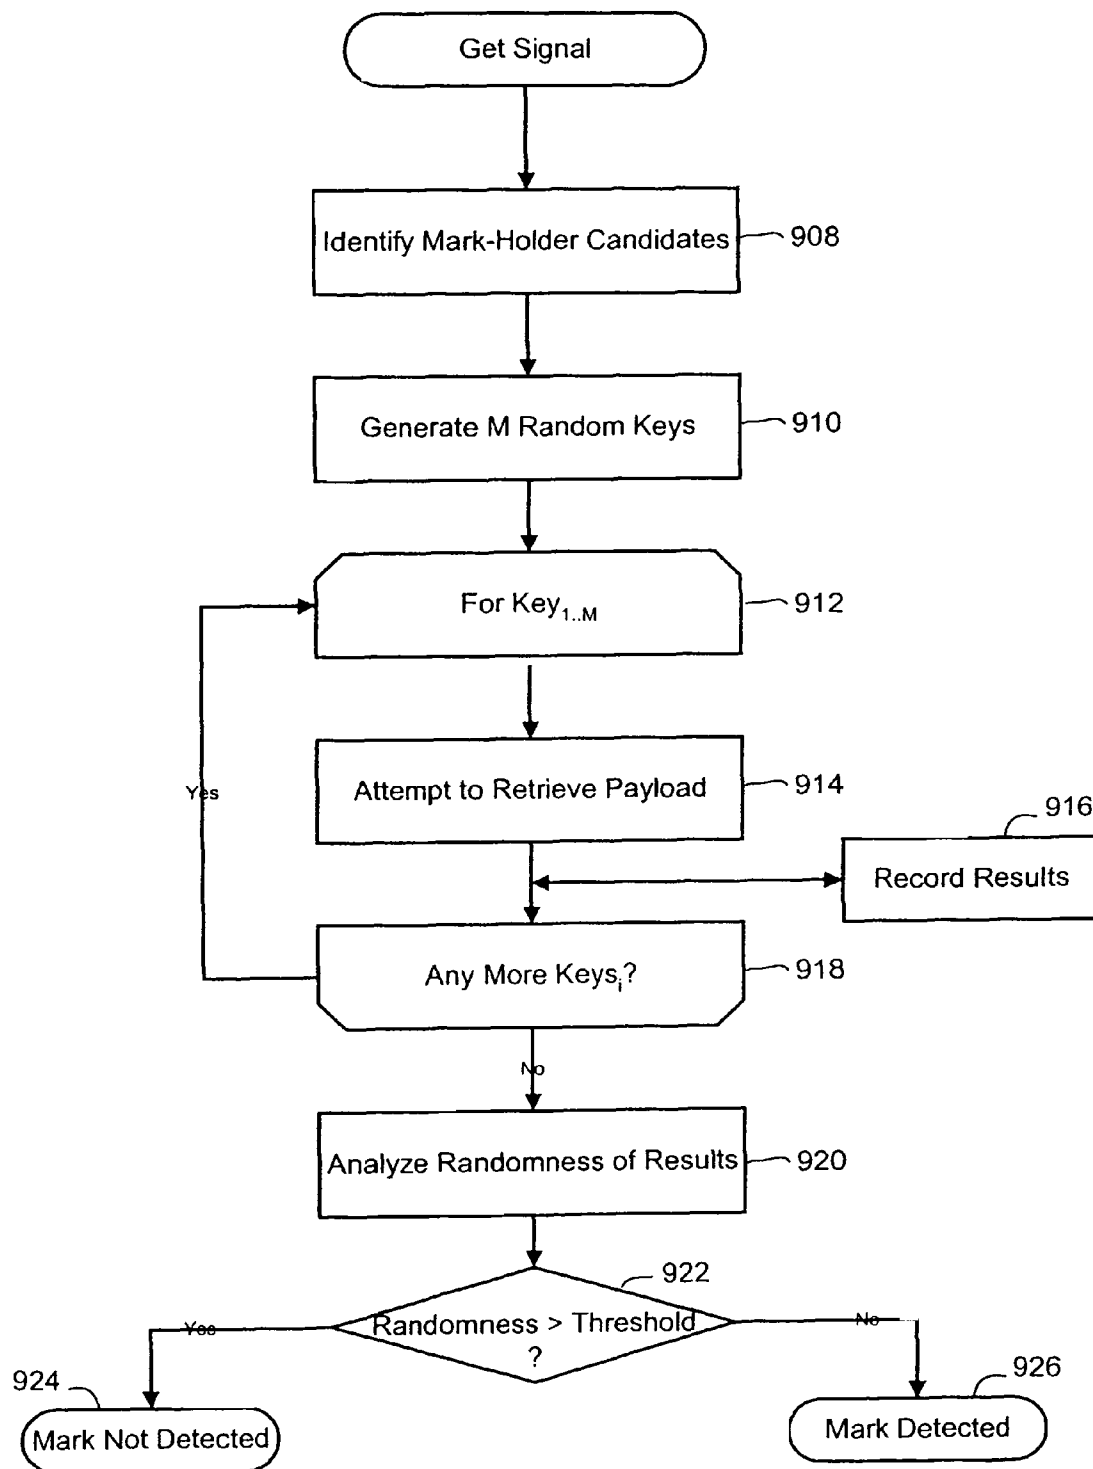 Get Signal
Identify Mark-Holder Candidates
908
Generate M Random Keys
910
For Key1..M
912
Attempt to Retrieve Payload
914
916
Record Results
Yes
Any More Keysi?
918
No
Analyze Randomness of Results
920
922
Randomness > Threshold
?
Yes
No
924
Mark Not Detected
926
Mark Detected